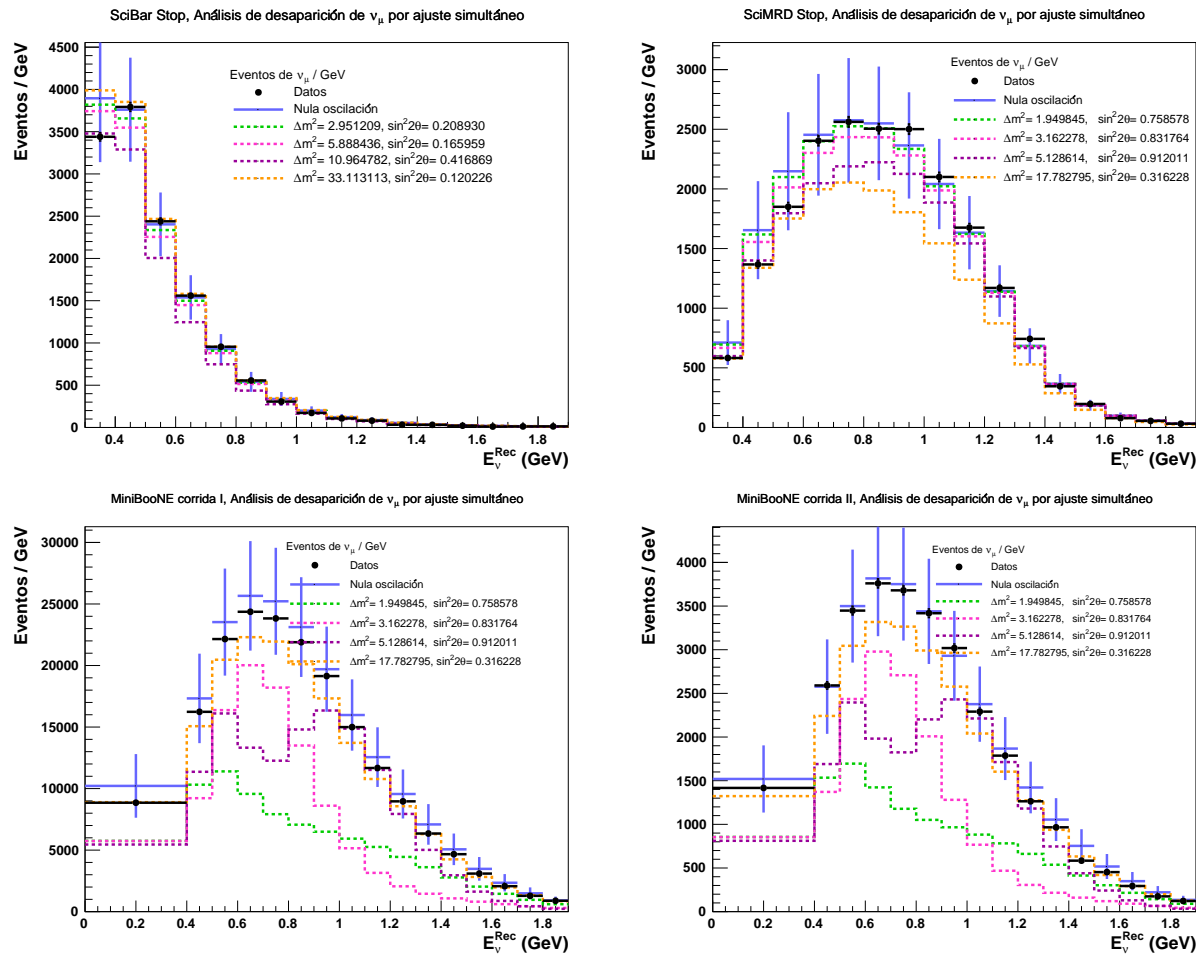 SciBar Stop, Análisis de desaparición de νμ por ajuste simultáneo
Eventos / GeV
4500
4000
3500
3000
2500
2000
1500
1000
500
0
Eventos de νμ / GeV
Datos
Nula oscilación
Δm²= 2.951209, sin²2θ= 0.208930
Δm²= 5.888436, sin²2θ= 0.165959
Δm²= 10.964782, sin²2θ= 0.416869
Δm²= 33.113113, sin²2θ= 0.120226
0.4 0.6 0.8 1 1.2 1.4 1.6 1.8
EνRec (GeV)
SciMRD Stop, Análisis de desaparición de νμ por ajuste simultáneo
Eventos / GeV
3000
2500
2000
1500
1000
500
0
Eventos de νμ / GeV
Datos
Nula oscilación
Δm²= 1.949845, sin²2θ= 0.758578
Δm²= 3.162278, sin²2θ= 0.831764
Δm²= 5.128614, sin²2θ= 0.912011
Δm²= 17.782795, sin²2θ= 0.316228
0.4 0.6 0.8 1 1.2 1.4 1.6 1.8
EνRec (GeV)
MiniBooNE corrida I, Análisis de desaparición de νμ por ajuste simultáneo
Eventos / GeV
30000
25000
20000
15000
10000
5000
0
Eventos de νμ / GeV
Datos
Nula oscilación
Δm²= 1.949845, sin²2θ= 0.758578
Δm²= 3.162278, sin²2θ= 0.831764
Δm²= 5.128614, sin²2θ= 0.912011
Δm²= 17.782795, sin²2θ= 0.316228
0 0.2 0.4 0.6 0.8 1 1.2 1.4 1.6 1.8
EνRec (GeV)
MiniBooNE corrida II, Análisis de desaparición de νμ por ajuste simultáneo
Eventos / GeV
4000
3500
3000
2500
2000
1500
1000
500
0
Eventos de νμ / GeV
Datos
Nula oscilación
Δm²= 1.949845, sin²2θ= 0.758578
Δm²= 3.162278, sin²2θ= 0.831764
Δm²= 5.128614, sin²2θ= 0.912011
Δm²= 17.782795, sin²2θ= 0.316228
0 0.2 0.4 0.6 0.8 1 1.2 1.4 1.6 1.8
EνRec (GeV)